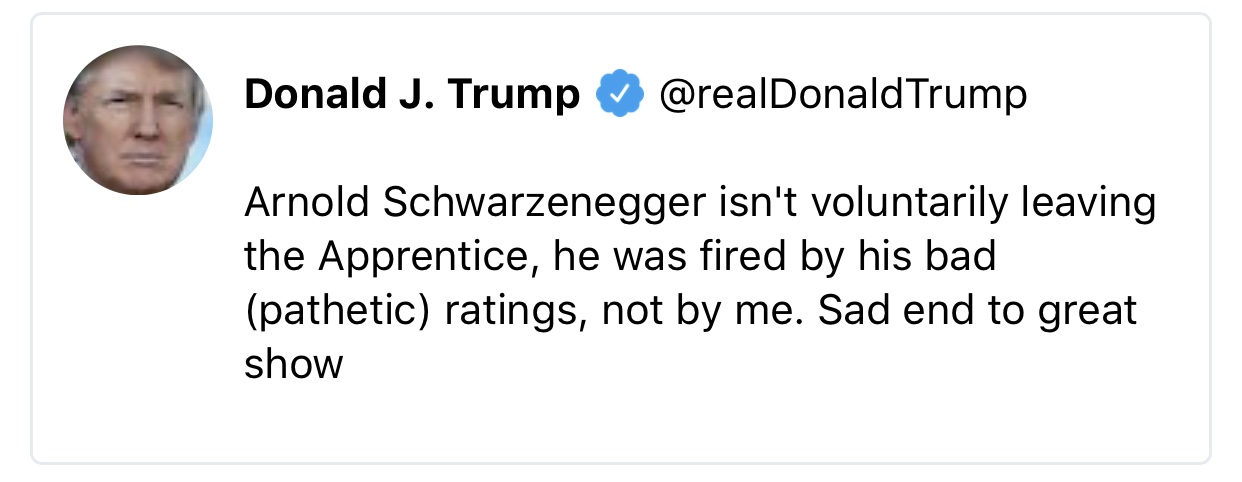 Donald J. Trump @realDonaldTrump
Arnold Schwarzenegger isn't voluntarily leaving
the Apprentice, he was fired by his bad
(pathetic) ratings, not by me. Sad end to great
show